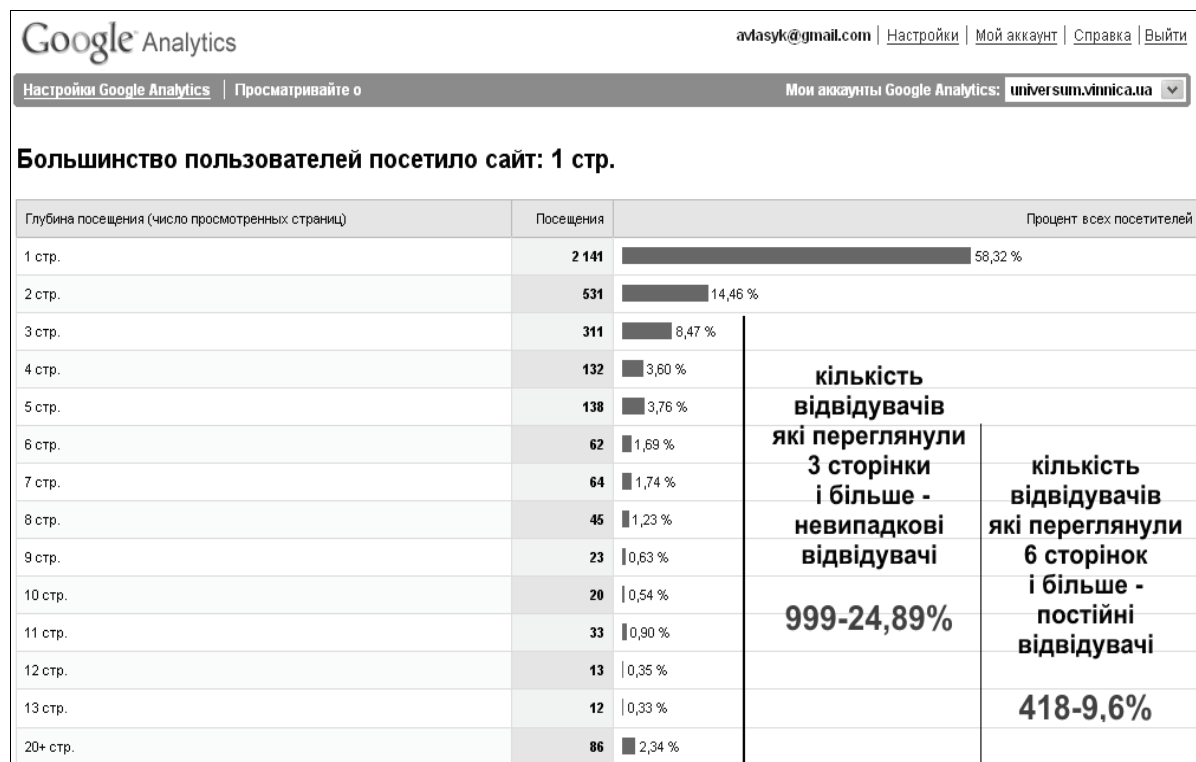 Google Analytics
avlasyk@gmail.com | Настройки | Мой аккаунт | Справка | Выйти
Настройки Google Analytics | Просматривайте о
Мои аккаунты Google Analytics: universum.vinnica.ua
Большинство пользователей посетило сайт: 1 стр.
Глубина посещения (число просмотренных страниц) Посещения Процент всех посетителей
1 стр. 2 141 58,32 %
2 стр. 531 14,46 %
3 стр. 311 8,47 %
4 стр. 132 3,60 %
5 стр. 138 3,76 %
6 стр. 62 1,69 %
7 стр. 64 1,74 %
8 стр. 45 1,23 %
9 стр. 23 0,63 %
10 стр. 20 0,54 %
11 стр. 33 0,90 %
12 стр. 13 0,35 %
13 стр. 12 0,33 %
20+ стр. 86 2,34 %
кількість
відвідувачів
які переглянули
3 сторінки
і більше -
невипадкові
відвідувачі
999-24,89%
кількість
відвідувачів
які переглянули
6 сторінок
і більше -
постійні
відвідувачі
418-9,6%